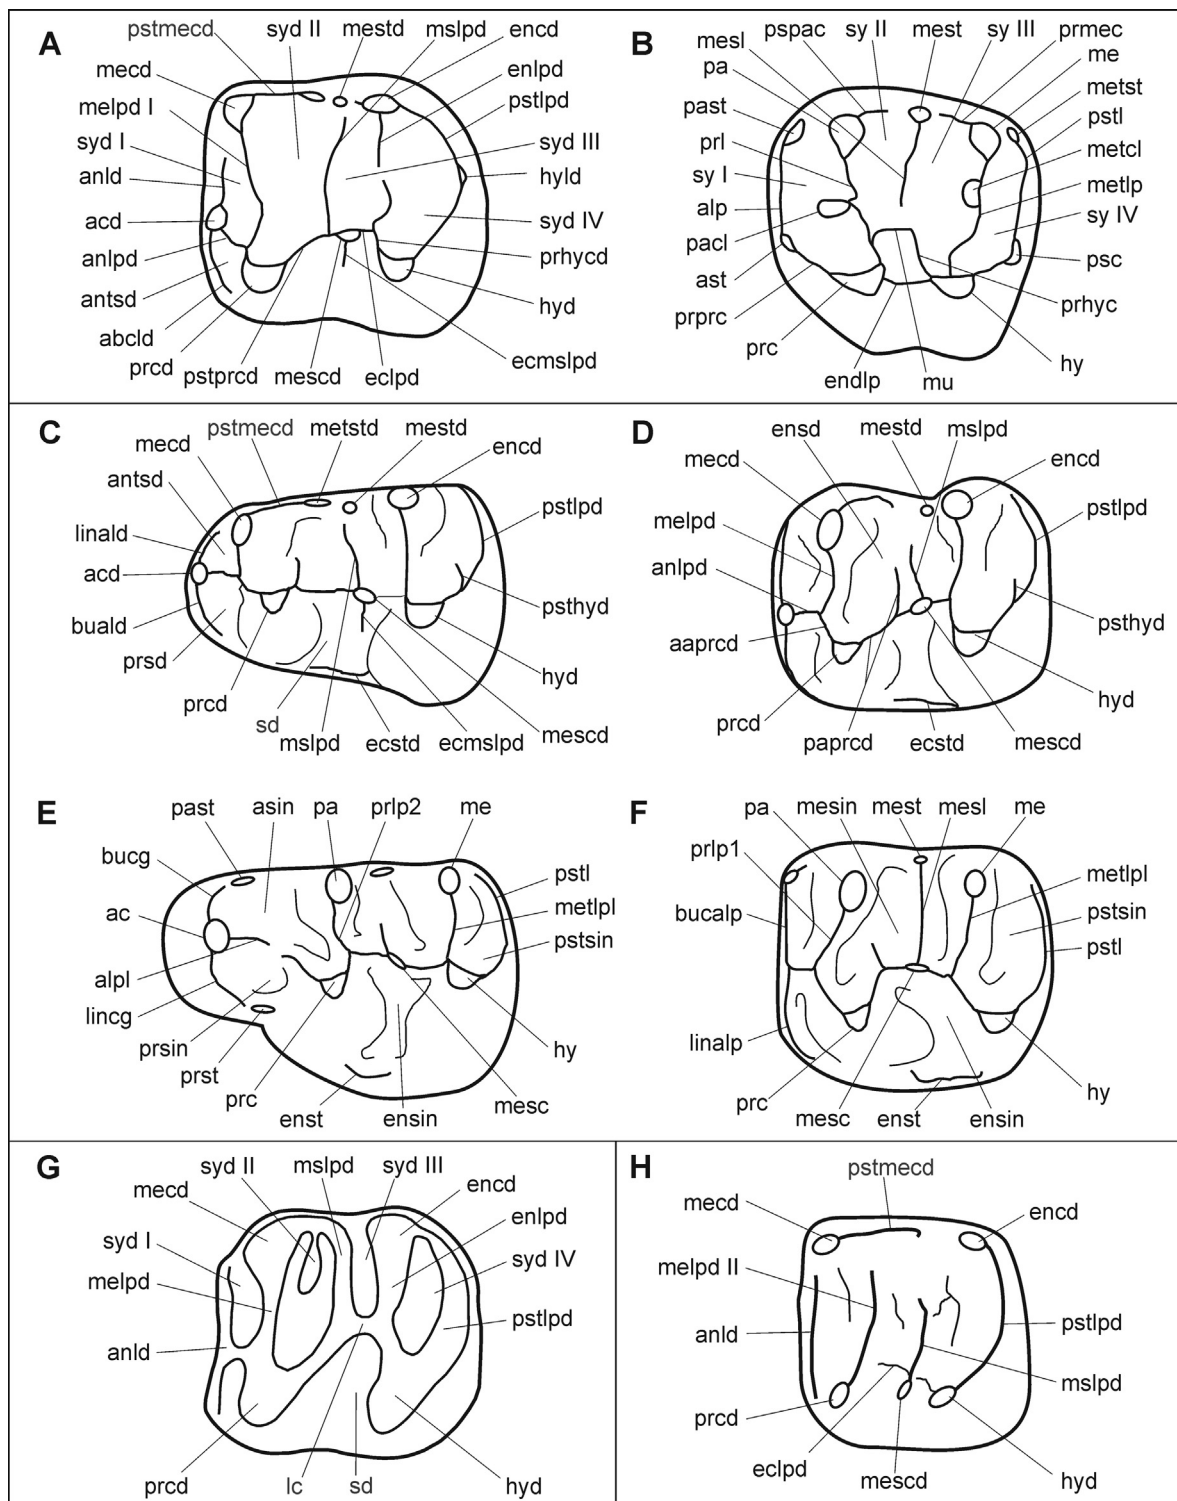 A
pstmecd
syd II
mestd
mslpd
encd
mecd
melpd I
syd I
anld
acd
anlpd
antsd
abcld
prcd
pstprcd
mescd
eclpd
ecmslpd
enlpd
pstlpd
syd III
hyld
syd IV
prhycd
hyd
B
mesl
pspac
sy II
mest
sy III
prmec
pa
past
prl
sy I
alp
pacl
ast
prprc
prc
endlp
mu
me
metst
pstl
metcl
metlp
sy IV
psc
prhyc
hy
C
pstmecd
metstd
mestd
mecd
encd
antsd
linald
acd
buald
prsd
prcd
sd
mslpd
ecstd
ecmslpd
mescd
pstlpd
psthyd
hyd
D
ensd
mestd
mslpd
mecd
encd
melpd
anlpd
aaprcd
prcd
paprcd
ecstd
mescd
pstlpd
psthyd
hyd
E
past
asin
pa
prlp2
me
bucg
ac
alpl
lincg
prsin
prst
prc
enst
ensin
mesc
pstl
metlpl
pstsin
hy
F
pa
mesin
mest
mesl
me
prlp1
bucalp
linalp
prc
mesc
enst
ensin
metlpl
pstsin
pstl
hy
G
syd II
mslpd
syd III
mecd
encd
syd I
melpd
anld
prcd
lc
sd
hyd
enlpd
syd IV
pstlpd
H
pstmecd
mecd
encd
melpd II
anld
prcd
eclpd
mescd
hyd
pstlpd
mslpd